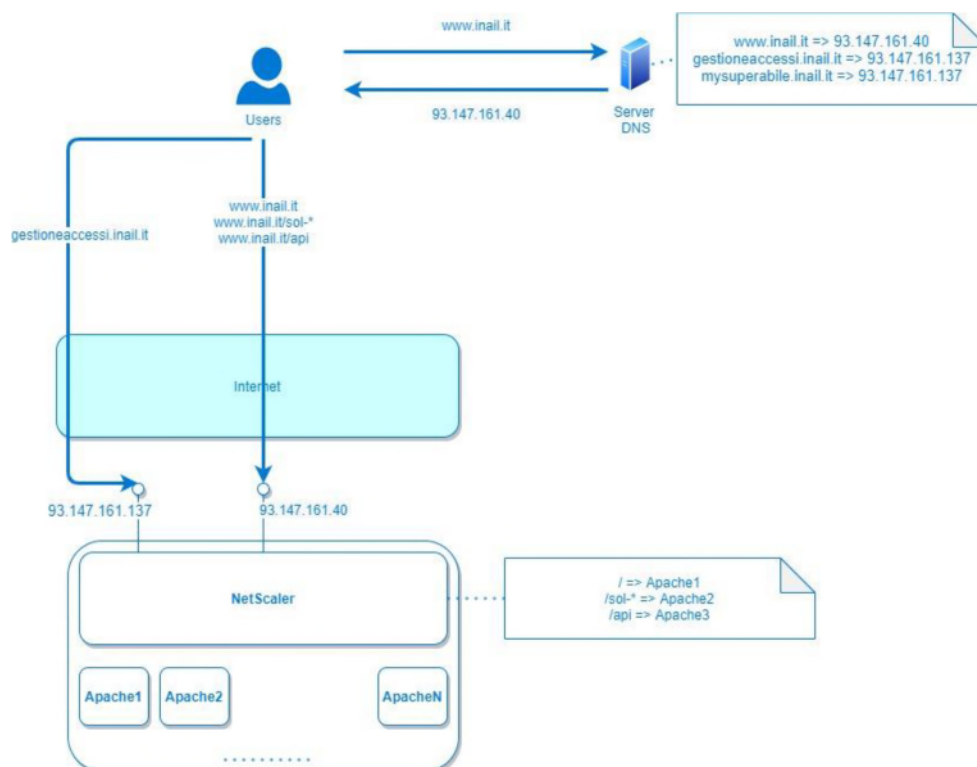 www.inail.it
www.inail.it => 93.147.161.40
gestioneaccessi.inail.it => 93.147.161.137
mysuperabile.inail.it => 93.147.161.137
93.147.161.40
Users
Server
DNS
www.inail.it
www.inail.it/sol-*
www.inail.it/api
gestioneaccessi.inail.it
Internet
93.147.161.137
93.147.161.40
NetScaler
/ => Apache1
/sol-* => Apache2
/api => Apache3
Apache1
Apache2
ApacheN